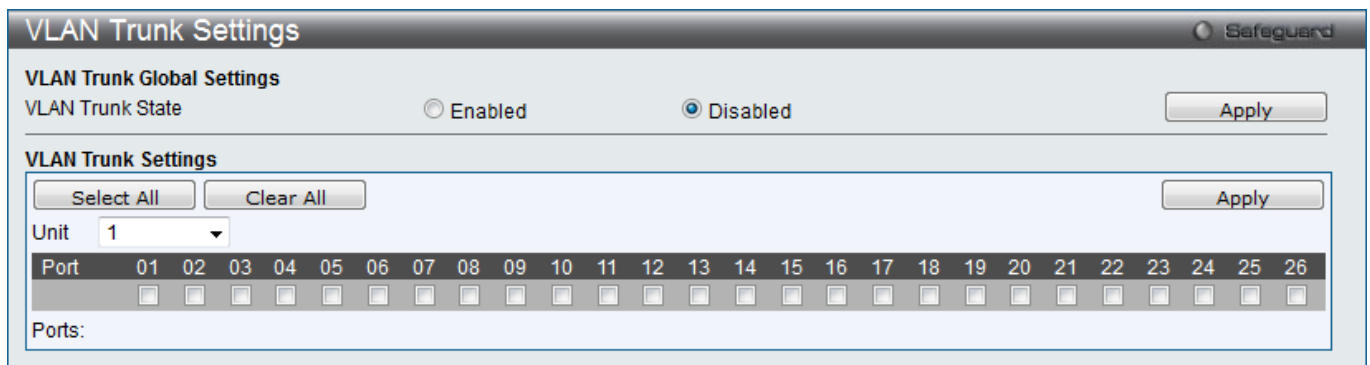 VLAN Trunk Settings Safeguard
VLAN Trunk Global Settings
VLAN Trunk State Enabled Disabled Apply
VLAN Trunk Settings
Select All Clear All Apply
Unit 1
Port 01 02 03 04 05 06 07 08 09 10 11 12 13 14 15 16 17 18 19 20 21 22 23 24 25 26
Ports: